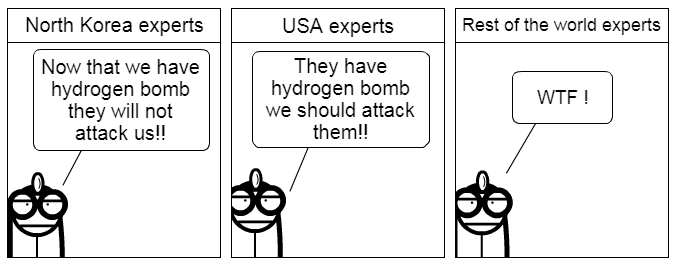 North Korea experts
Now that we have
hydrogen bomb
they will not
attack us!!
USA experts
They have
hydrogen bomb
we should attack
them!!
Rest of the world experts
WTF !